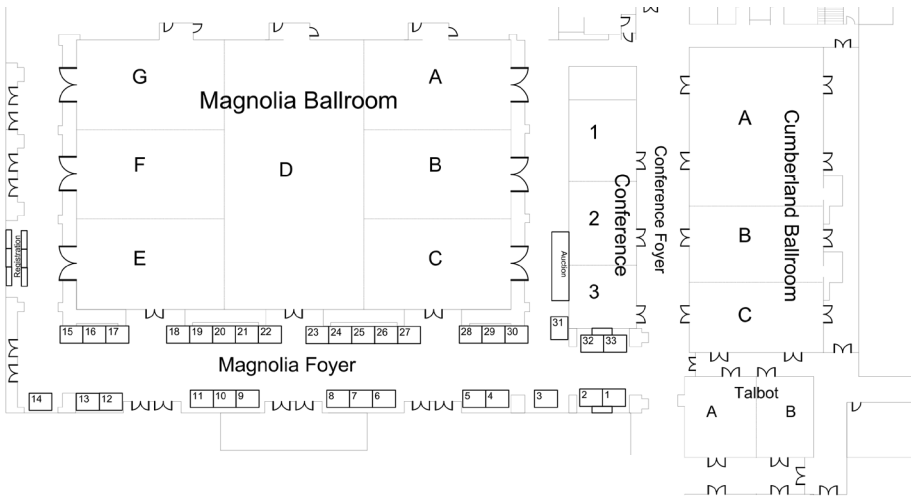 G
A
Magnolia Ballroom
F
D
B
E
C
Registration
1
2
3
Conference
Conference Foyer
Auction
A
B
C
Cumberland Ballroom
15 16 17
18 19 20 21 22
23 24 25 26 27
28 29 30
31
32 33
Magnolia Foyer
14
13 12
11 10 9
8 7 6
5 4
3
2 1
Talbot
A
B